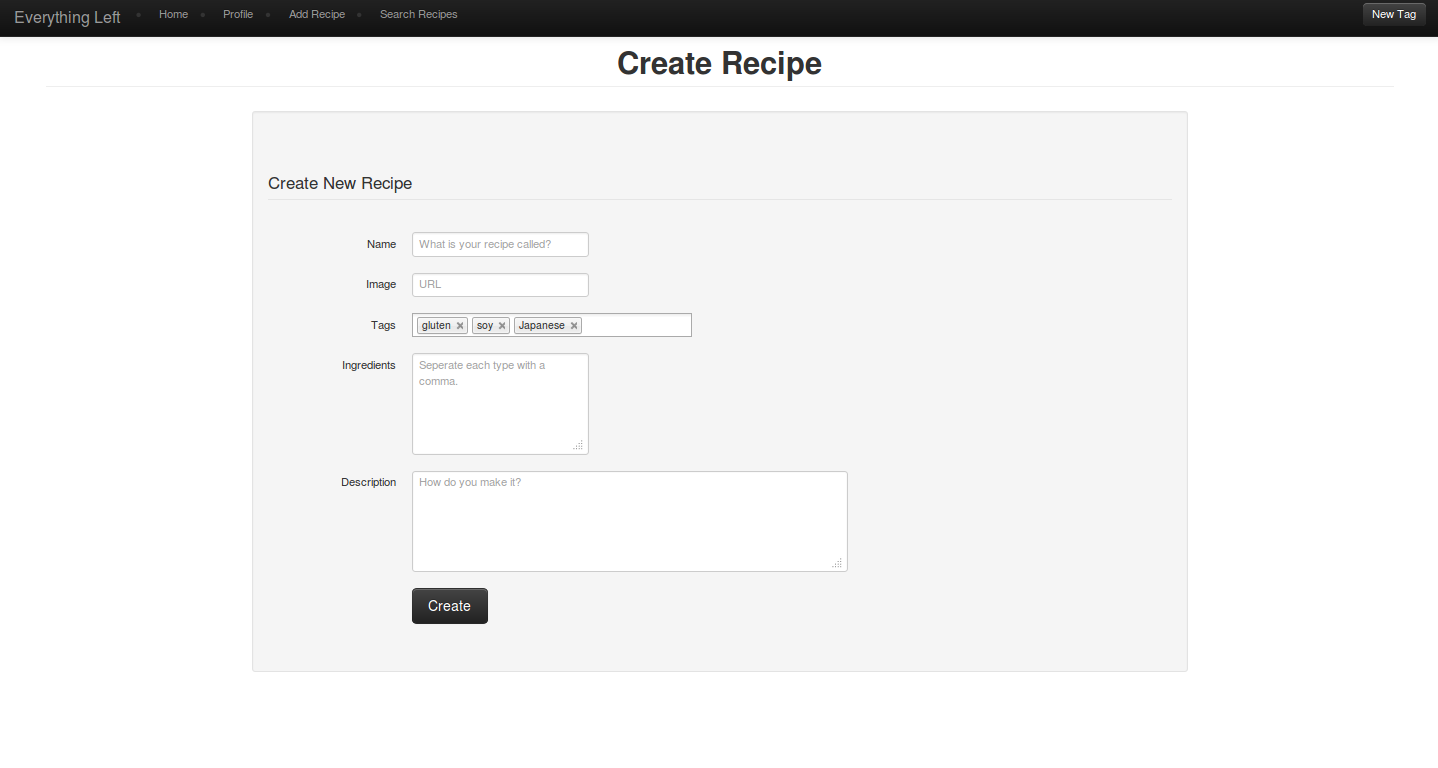 Everything Left
Home
Profile
Add Recipe
Search Recipes
New Tag
Create Recipe
Create New Recipe
Name
What is your recipe called?
Image
URL
Tags
gluten
soy
Japanese
Ingredients
Seperate each type with a
comma.
Description
How do you make it?
Create